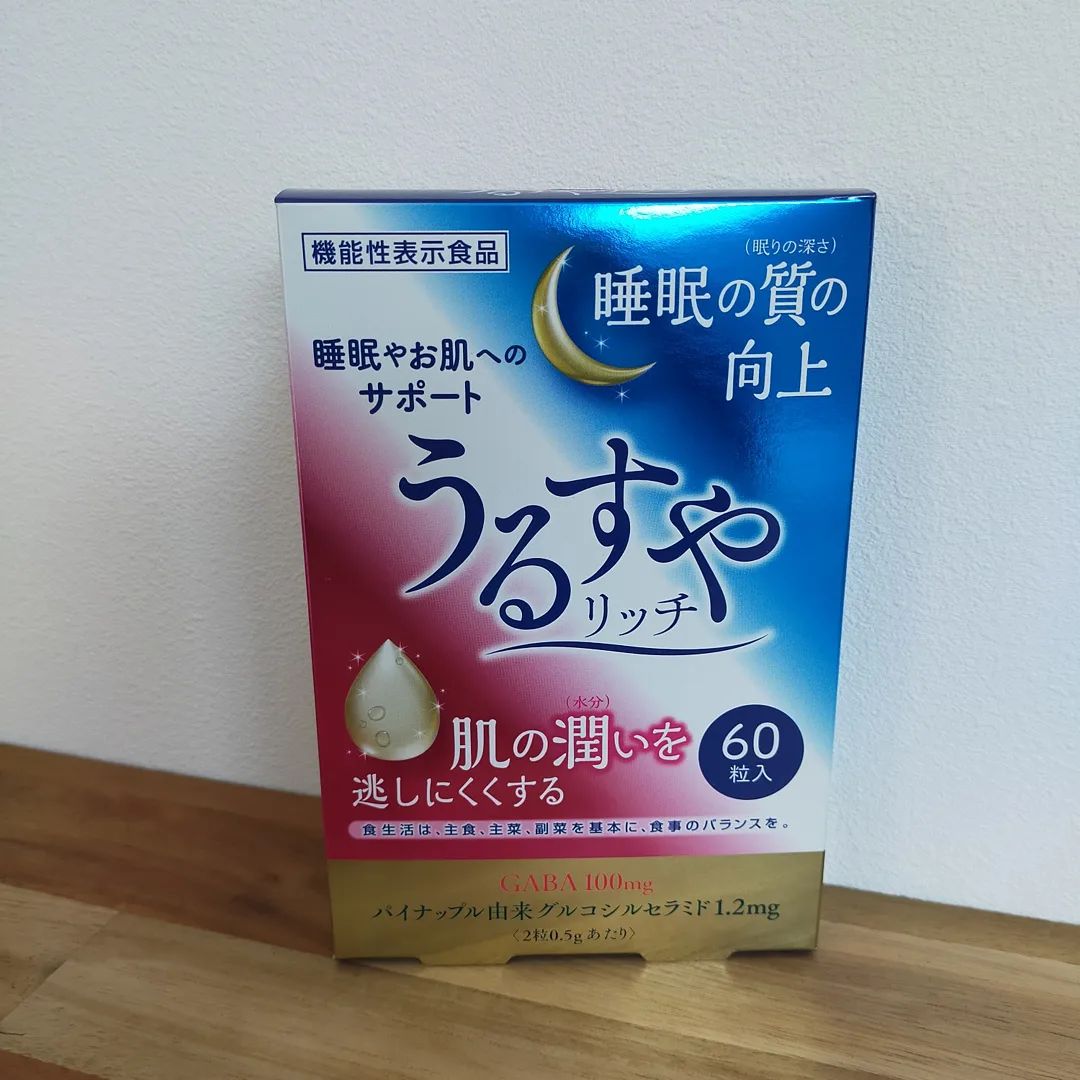 機能性表示食品
(眠りの深さ)
睡眠の質の
向上
睡眠やお肌への
サポート
うるすや
リッチ
(水分)
肌の潤いを
逃しにくくする
60
粒入
食生活は、主食、主菜、副菜を基本に、食事のバランスを。
GABA 100mg
パイナップル由来グルコシルセラミド1.2mg
〈2粒0.5gあたり〉